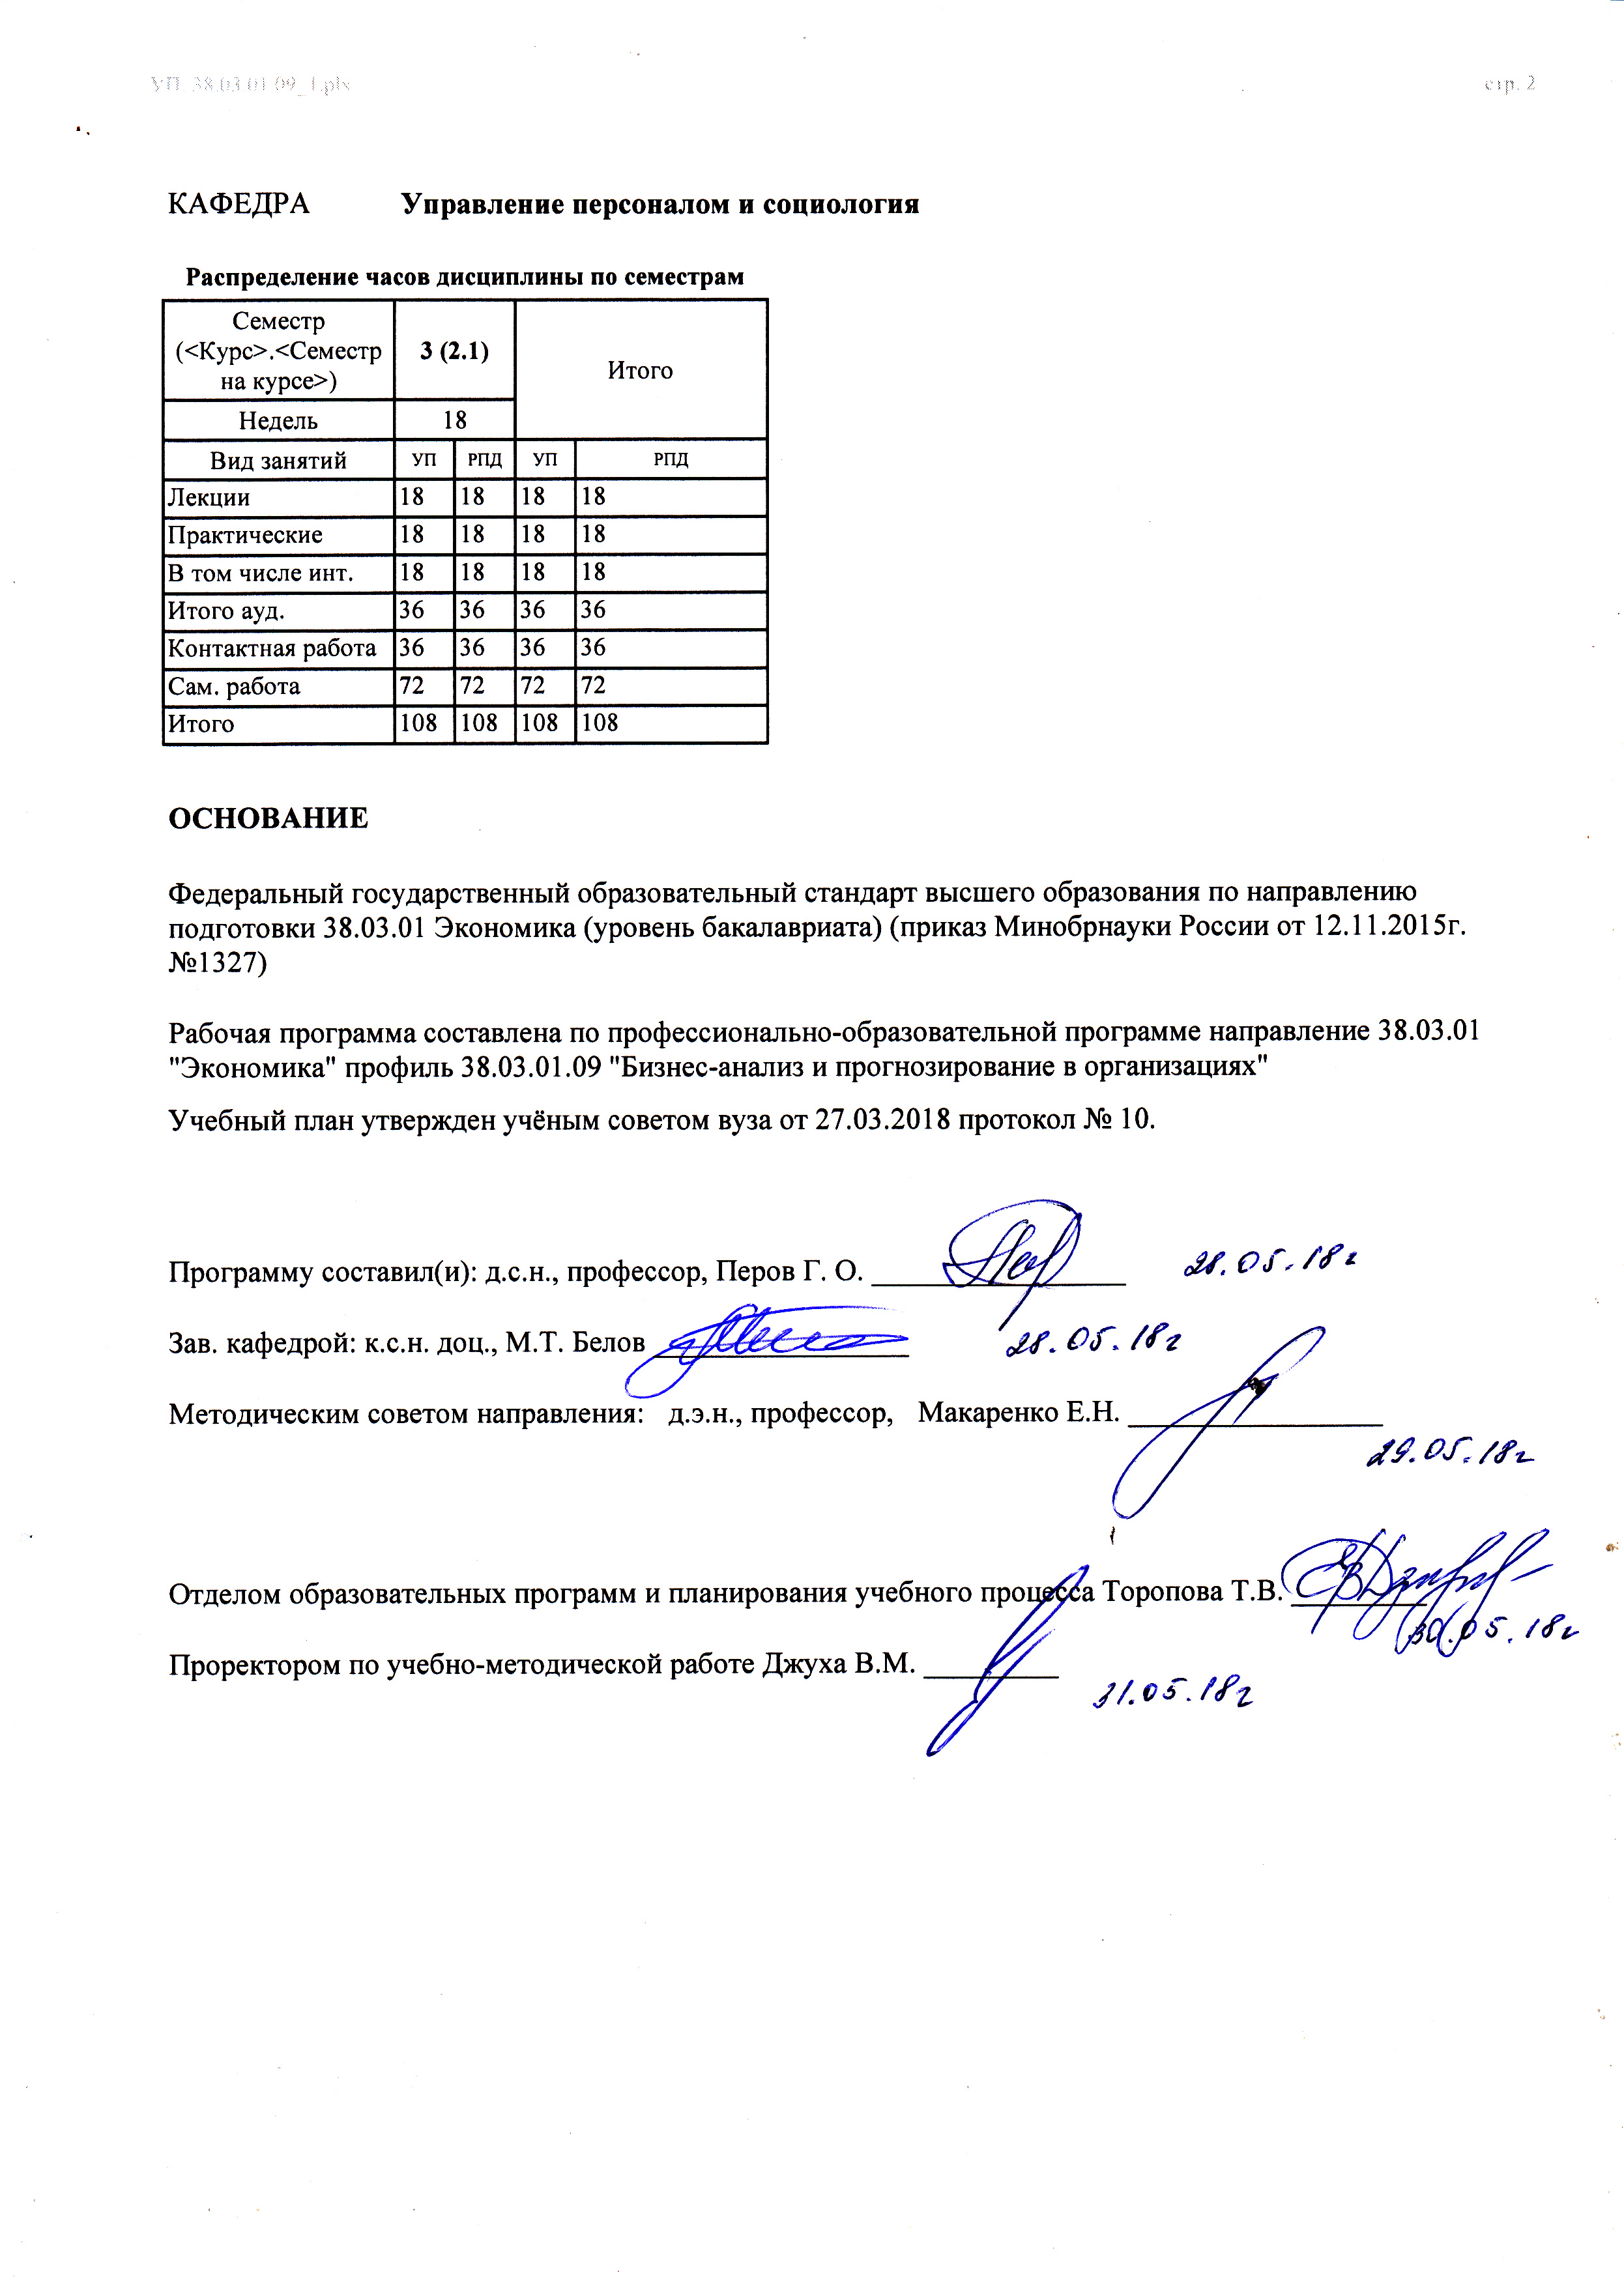 УП: 38.03.01.09_1.plx стр. 2
КАФЕДРА Управление персоналом и социология
Распределение часов дисциплины по семестрам
Семестр
(<Курс>.<Семестр
на курсе>)
3 (2.1)
Итого
Недель 18
Вид занятий УП РПД УП РПД
Лекции 18 18 18 18
Практические 18 18 18 18
В том числе инт. 18 18 18 18
Итого ауд. 36 36 36 36
Контактная работа 36 36 36 36
Сам. работа 72 72 72 72
Итого 108 108 108 108
ОСНОВАНИЕ
Федеральный государственный образовательный стандарт высшего образования по направлению
подготовки 38.03.01 Экономика (уровень бакалавриата) (приказ Минобрнауки России от 12.11.2015г.
№1327)
Рабочая программа составлена по профессионально-образовательной программе направление 38.03.01
"Экономика" профиль 38.03.01.09 "Бизнес-анализ и прогнозирование в организациях"
Учебный план утвержден учёным советом вуза от 27.03.2018 протокол № 10.
Программу составил(и): д.с.н., профессор, Перов Г. О. 28.05.18г
Зав. кафедрой: к.с.н. доц., М.Т. Белов 28.05.18г
Методическим советом направления: д.э.н., профессор, Макаренко Е.Н.
29.05.18г
Отделом образовательных программ и планирования учебного процесса Торопова Т.В.
30.05.18г
Проректором по учебно-методической работе Джуха В.М.
31.05.18г